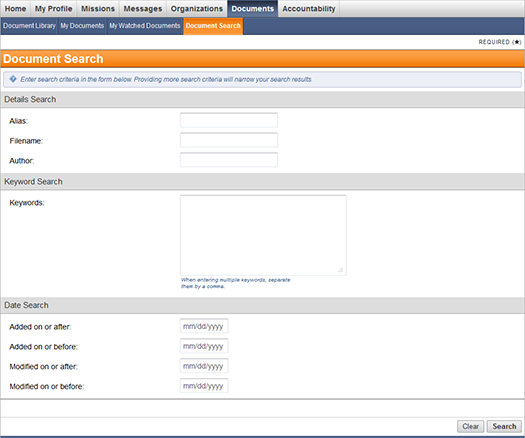 Home My Profile Missions Messages Organizations Documents Accountability
Document Library My Documents My Watched Documents Document Search
REQUIRED (★)
Document Search
Enter search criteria in the form below. Providing more search criteria will narrow your search results.
Details Search
Alias:
Filename:
Author:
Keyword Search
Keywords:
When entering multiple keywords, separate
them by a comma.
Date Search
Added on or after: mm/dd/yyyy
Added on or before: mm/dd/yyyy
Modified on or after: mm/dd/yyyy
Modified on or before: mm/dd/yyyy
Clear Search